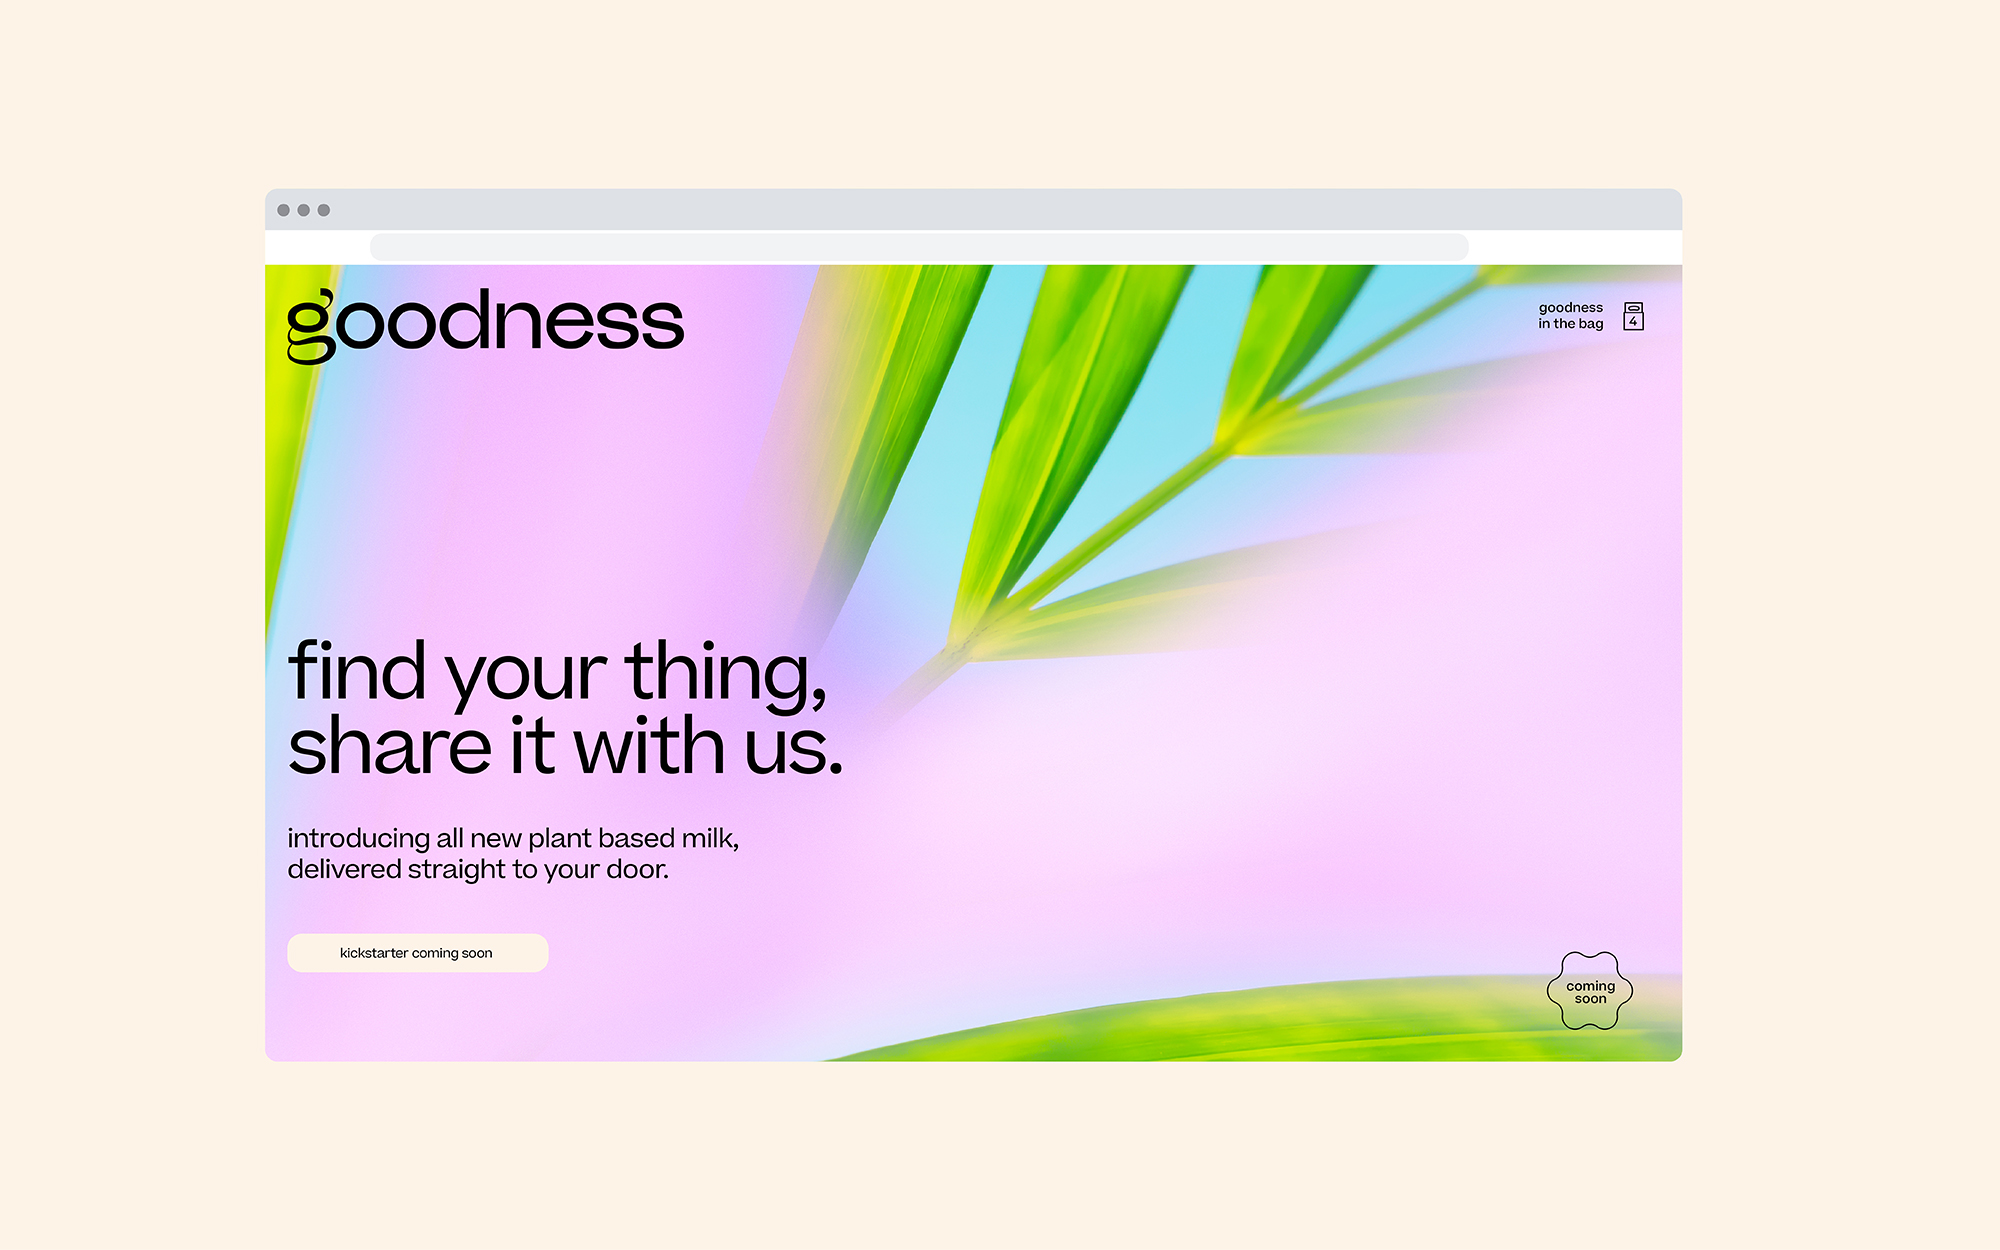 goodness
goodness
in the bag
4
find your thing,
share it with us.
introducing all new plant based milk,
delivered straight to your door.
kickstarter coming soon
coming
soon